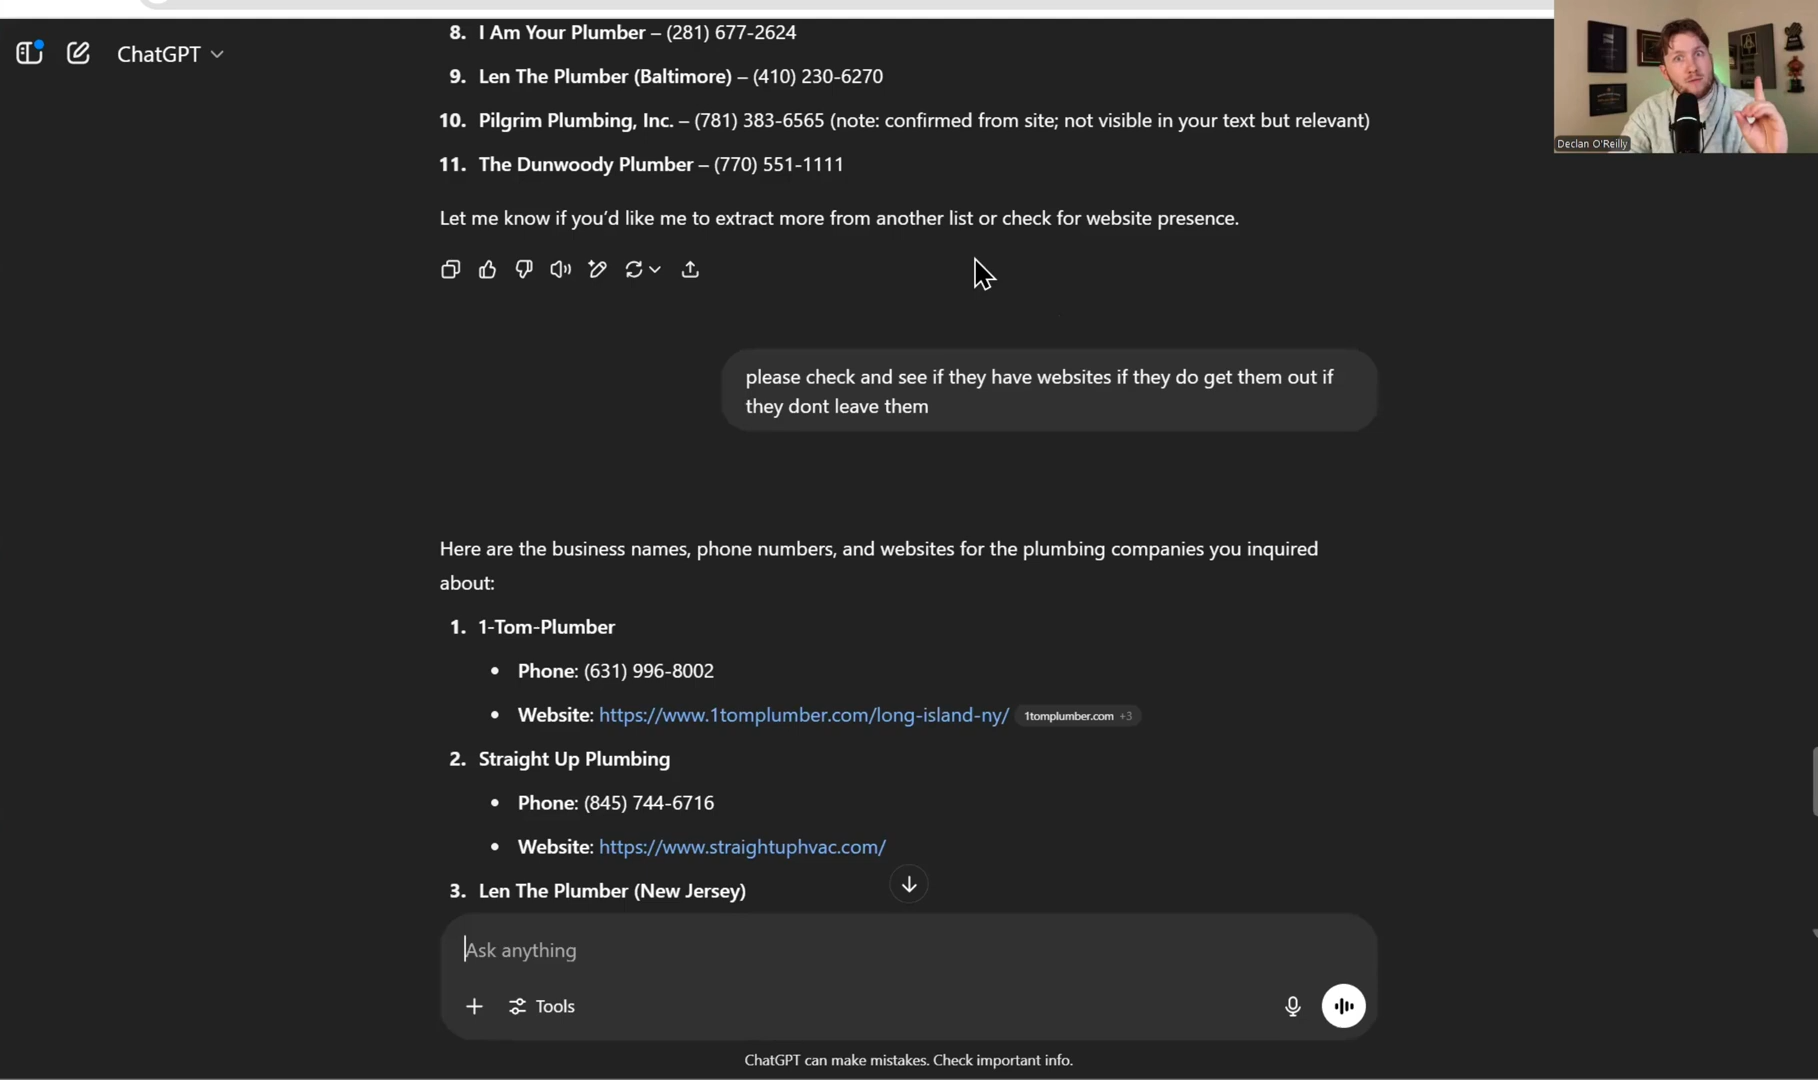 ChatGPT
8. I Am Your Plumber – (281) 677-2624
9. Len The Plumber (Baltimore) – (410) 230-6270
10. Pilgrim Plumbing, Inc. – (781) 383-6565 (note: confirmed from site; not visible in your text but relevant)
11. The Dunwoody Plumber – (770) 551-1111
Let me know if you’d like me to extract more from another list or check for website presence.
Declan O'Reilly
please check and see if they have websites if they do get them out if
they dont leave them
Here are the business names, phone numbers, and websites for the plumbing companies you inquired
about:
1. 1-Tom-Plumber
• Phone: (631) 996-8002
• Website: https://www.1tomplumber.com/long-island-ny/ 1tomplumber.com +3
2. Straight Up Plumbing
• Phone: (845) 744-6716
• Website: https://www.straightuphvac.com/
3. Len The Plumber (New Jersey)
Ask anything
Tools
ChatGPT can make mistakes. Check important info.